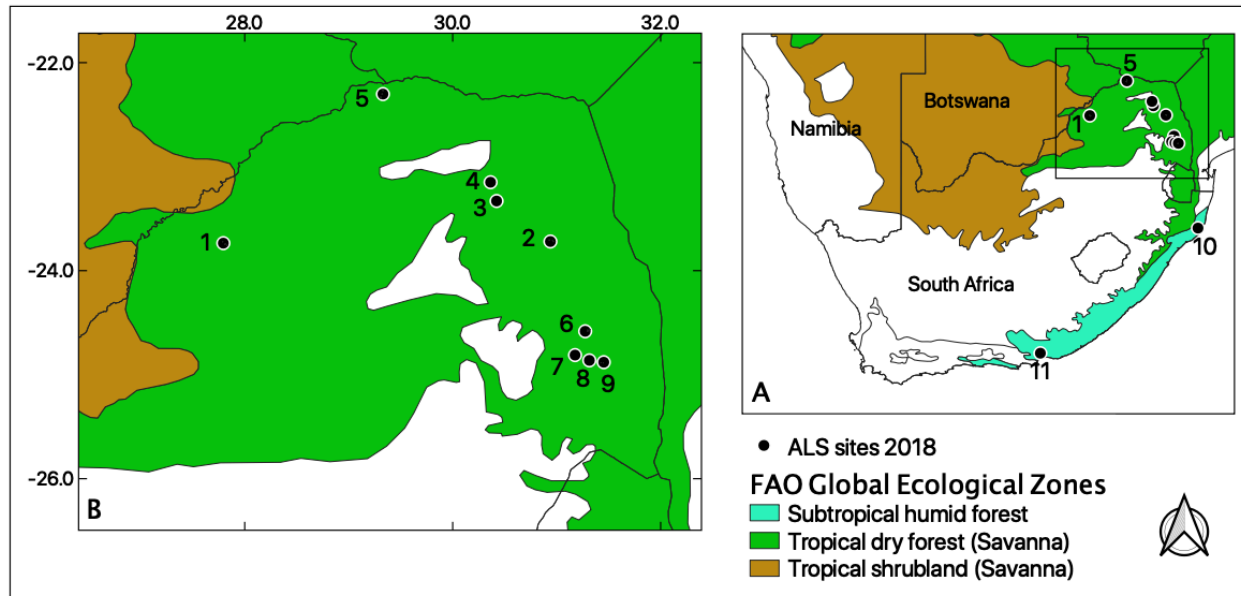 28.0 30.0 32.0
-22.0
-24.0
-26.0
5
4
3
1
2
6
7
8
9
B
5
Botswana
Namibia
1
10
South Africa
11
A
ALS sites 2018
FAO Global Ecological Zones
Subtropical humid forest
Tropical dry forest (Savanna)
Tropical shrubland (Savanna)